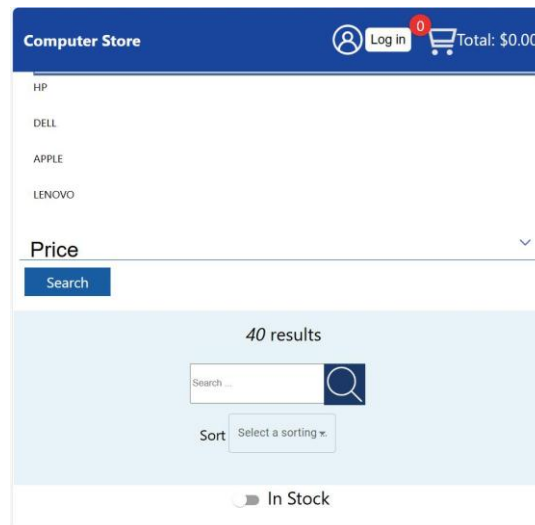 Computer Store
Log in
0
Total: $0.00
HP
DELL
APPLE
LENOVO
Price
Search
40 results
Search ...
Sort
Select a sorting
In Stock